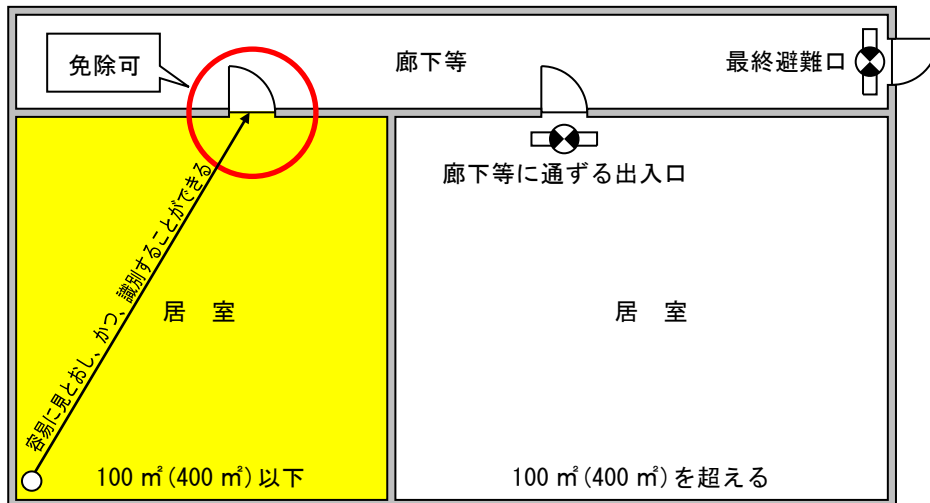 免除可
廊下等
最終避難口
廊下等に通ずる出入口
容易に見とおし、かつ、識別することができる
居 室
居 室
100 ㎡(400 ㎡)以下
100 ㎡(400 ㎡)を超える